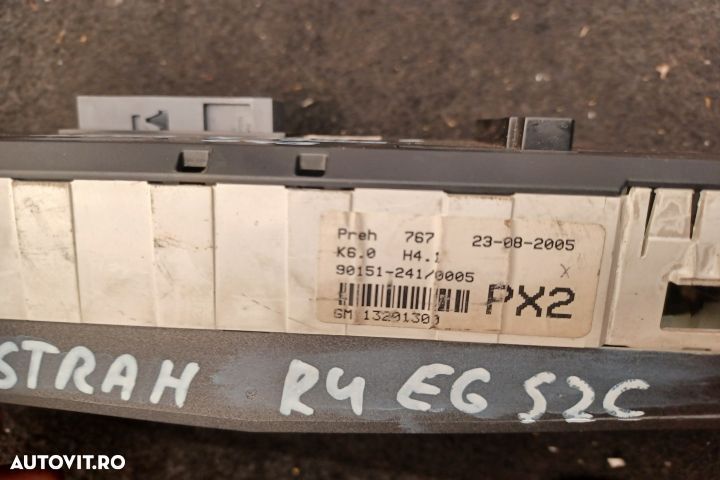 Preh 767 23-08-2005
K6.0 H4.1
90151-241/0005 X
PX2
GM 13201300
STRAH R4 EG S2C
AUTOVIT.RO